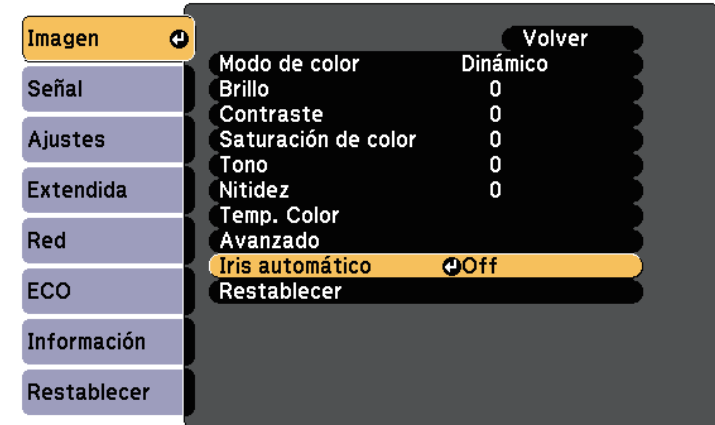 Imagen
Señal
Ajustes
Extendida
Red
ECO
Información
Restablecer
Volver
Modo de color Dinámico
Brillo 0
Contraste 0
Saturación de color 0
Tono 0
Nitidez 0
Temp. Color
Avanzado
Iris automático Off
Restablecer